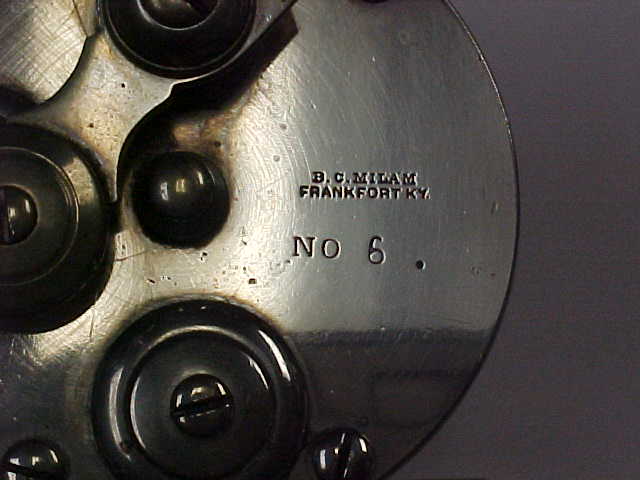 B.C. MILAM
FRANKFORT KY.
NO 6 .